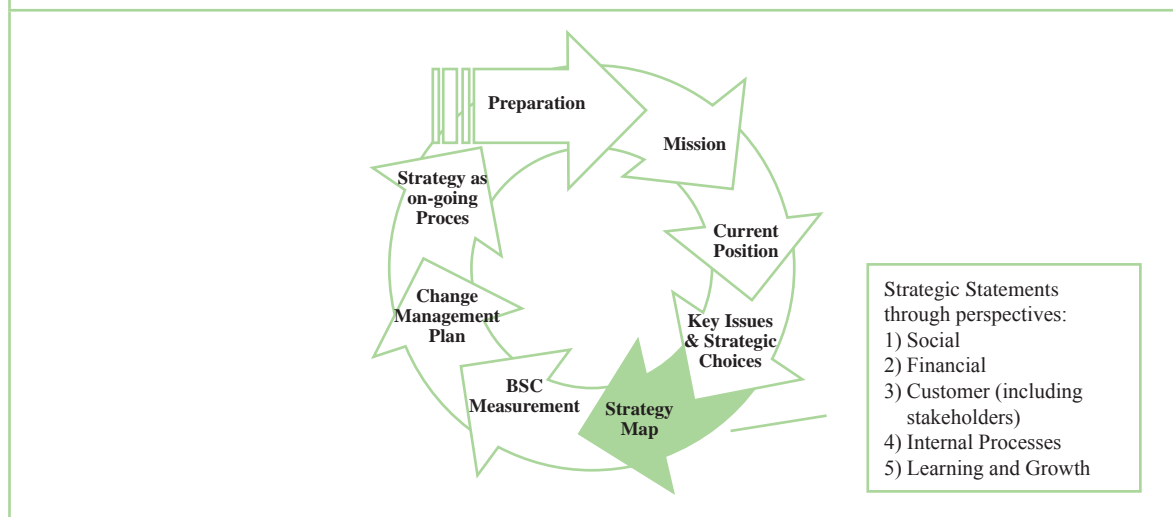 Preparation
Mission
Current
Position
Key Issues
& Strategic
Choices
Strategy
Map
BSC
Measurement
Change
Management
Plan
Strategy as
on-going
Proces
Strategic Statements
through perspectives:
1) Social
2) Financial
3) Customer (including
stakeholders)
4) Internal Processes
5) Learning and Growth